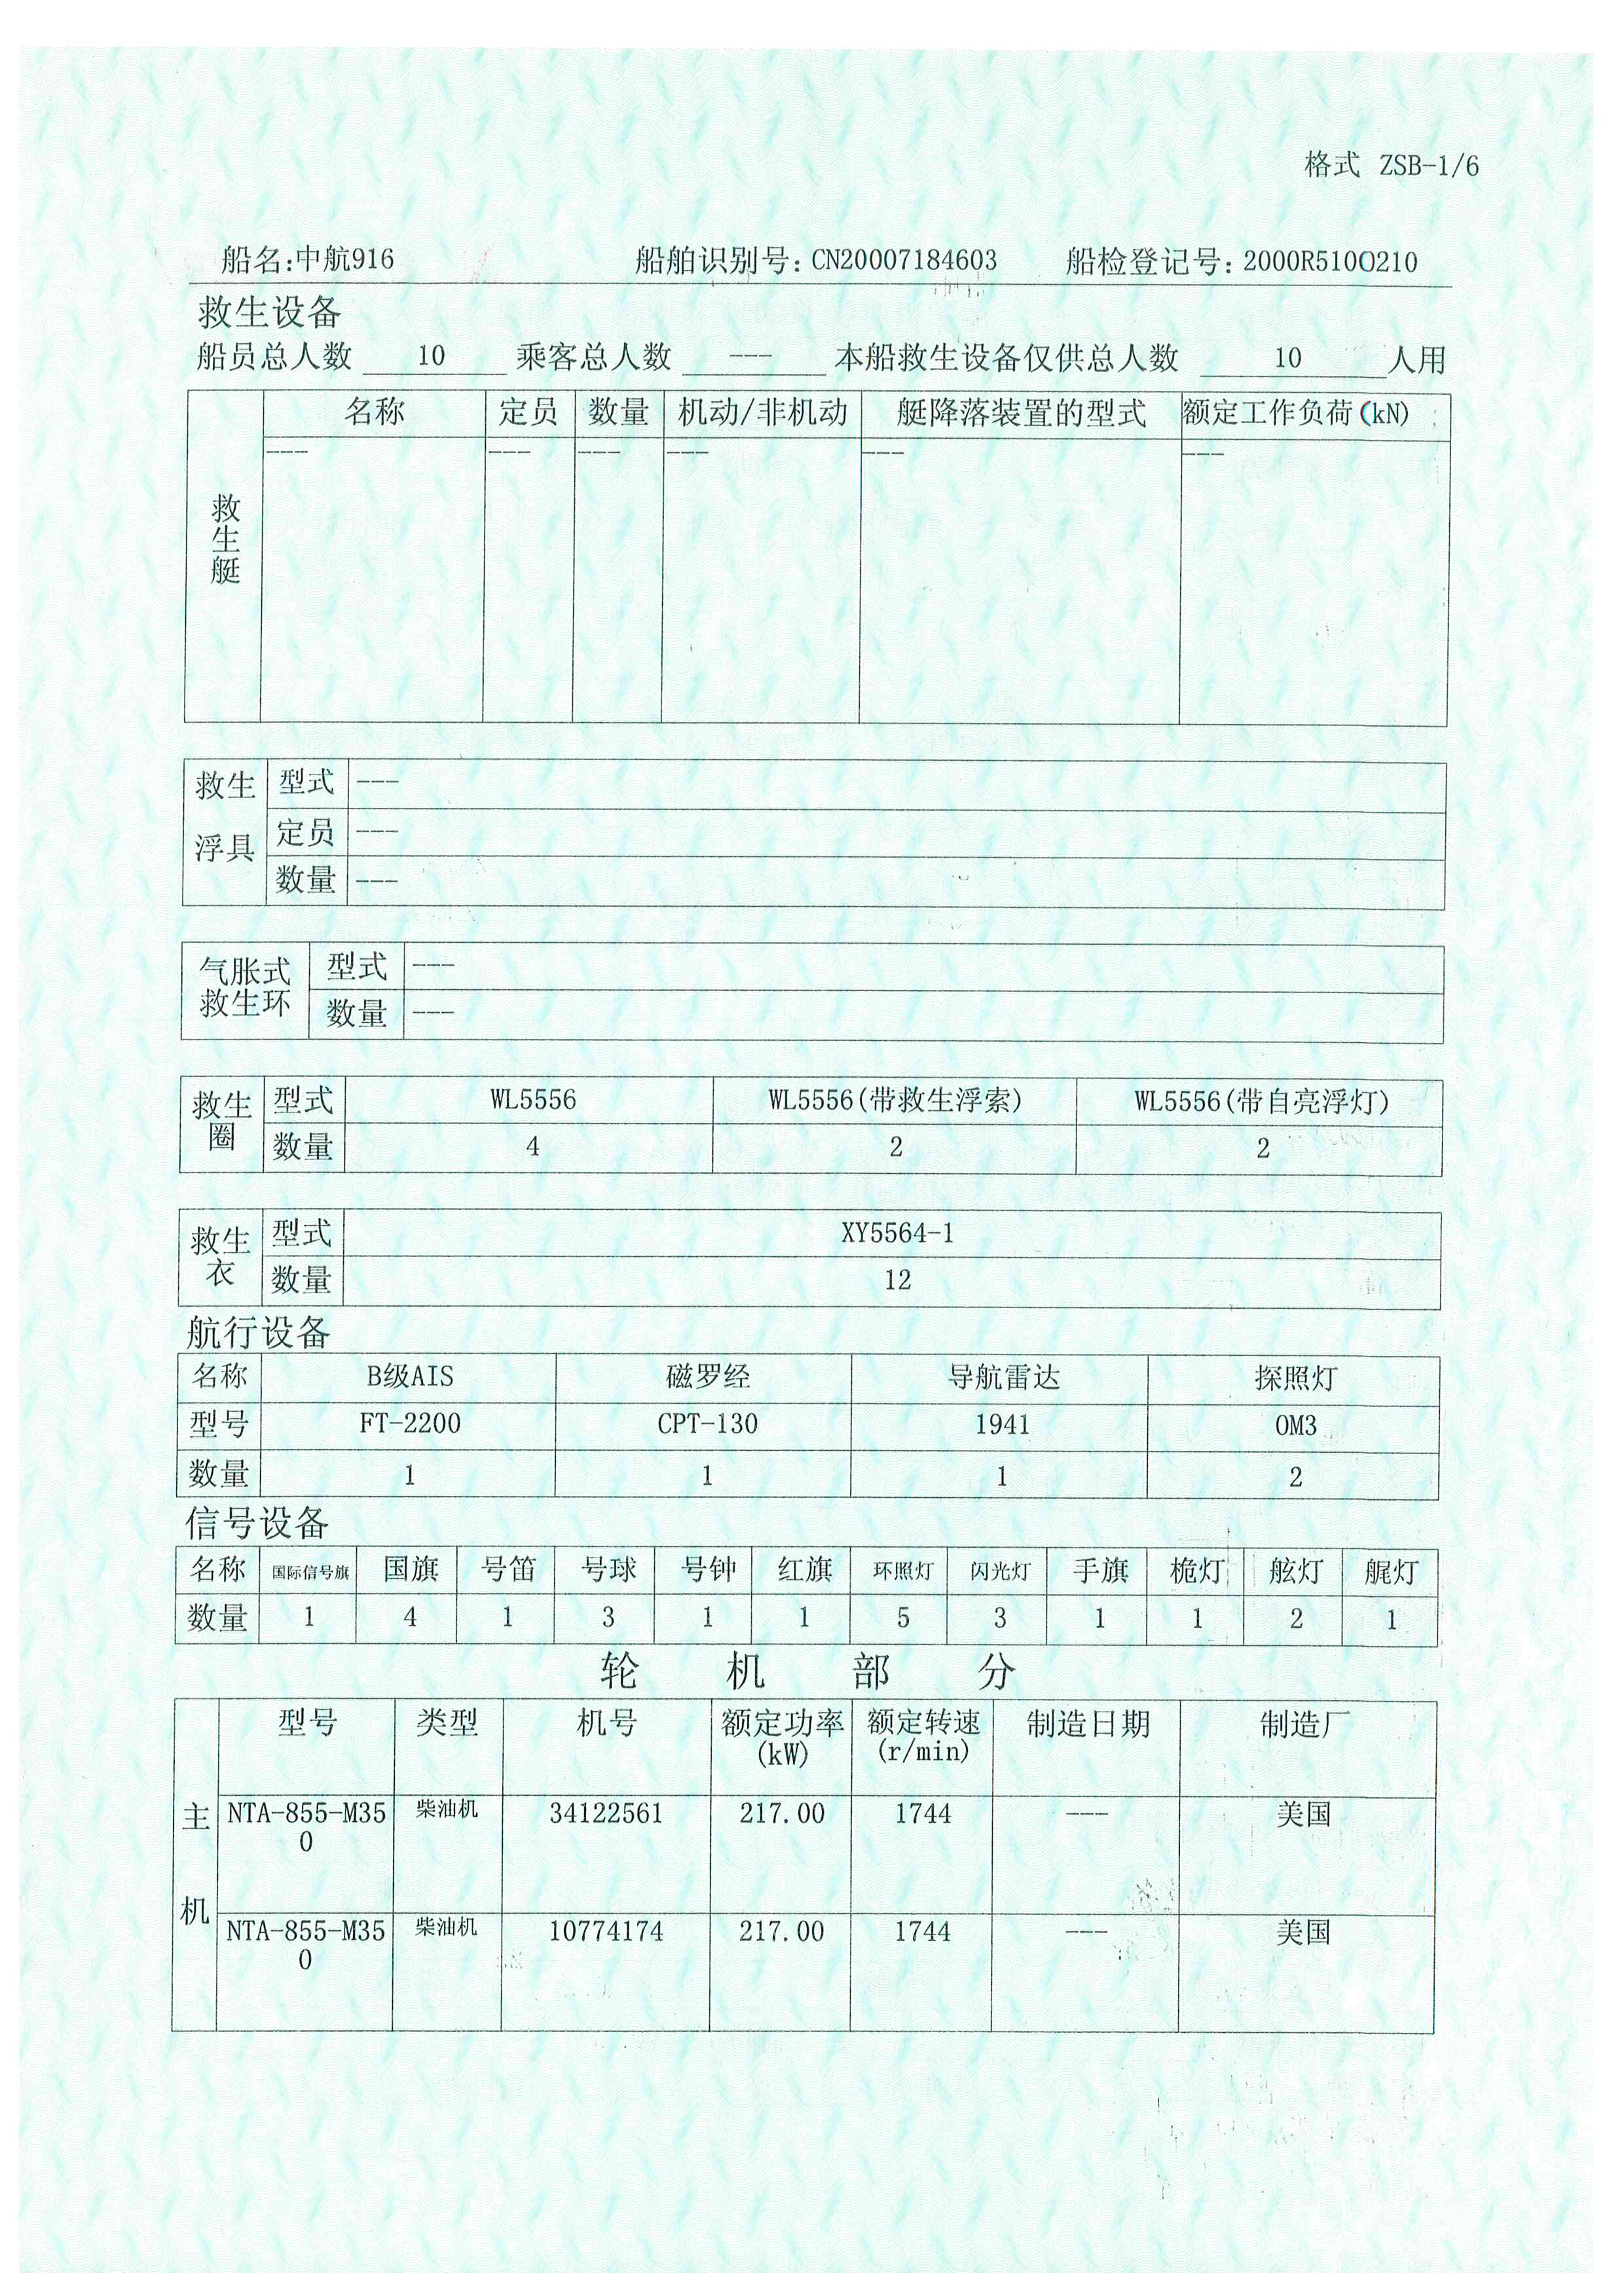 格式 ZSB-1/6
船名:中航916 船舶识别号:CN20007184603 船检登记号:2000R5100210
救生设备
船员总人数 10 乘客总人数 --- 本船救生设备仅供总人数 10 人用
救生艇
名称 定员 数量 机动/非机动 艇降落装置的型式 额定工作负荷(kN)
--- --- --- --- --- ---
救生浮具
型式 ---
定员 ---
数量 ---
气胀式救生环
型式 ---
数量 ---
救生圈
型式 WL5556 WL5556(带救生浮索) WL5556(带自亮浮灯)
数量 4 2 2
救生衣
型式 XY5564-1
数量 12
航行设备
名称 B级AIS 磁罗经 导航雷达 探照灯
型号 FT-2200 CPT-130 1941 OM3
数量 1 1 1 2
信号设备
名称 国际信号旗 国旗 号笛 号球 号钟 红旗 环照灯 闪光灯 手旗 桅灯 舷灯 艉灯
数量 1 4 1 3 1 1 5 3 1 1 2 1
轮机部分
主机
型号 类型 机号 额定功率(kW) 额定转速(r/min) 制造日期 制造厂
NTA-855-M350 柴油机 34122561 217.00 1744 --- 美国
NTA-855-M350 柴油机 10774174 217.00 1744 --- 美国